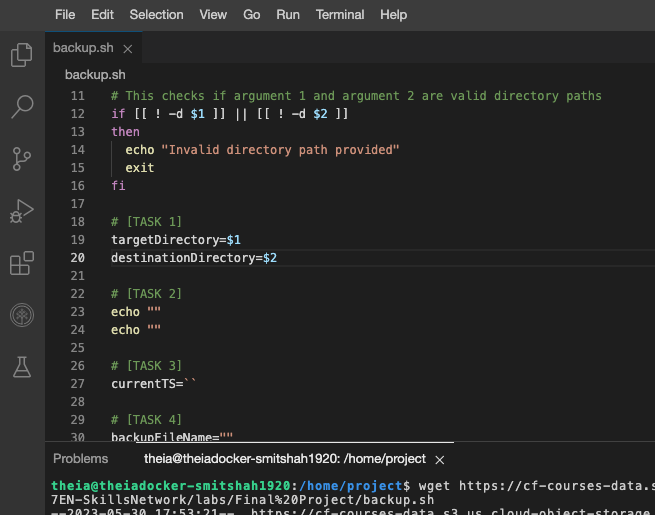 File Edit Selection View Go Run Terminal Help
backup.sh ×
backup.sh
11 # This checks if argument 1 and argument 2 are valid directory paths
12 if [[ ! -d $1 ]] || [[ ! -d $2 ]]
13 then
14 echo "Invalid directory path provided"
15 exit
16 fi
17
18 # [TASK 1]
19 targetDirectory=$1
20 destinationDirectory=$2
21
22 # [TASK 2]
23 echo ""
24 echo ""
25
26 # [TASK 3]
27 currentTS=``
28
29 # [TASK 4]
30 backupFileName=""
Problems theia@theiadocker-smitshah1920: /home/project ×
theia@theiadocker-smitshah1920:/home/project$ wget https://cf-courses-data.s
7EN-SkillsNetwork/labs/Final%20Project/backup.sh
--2023-05-30 17:53:21-- https://cf-courses-data.s3.us.cloud-object-storage